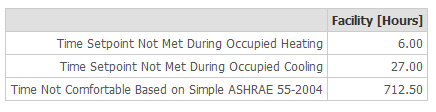 Facility [Hours]
Time Setpoint Not Met During Occupied Heating 6.00
Time Setpoint Not Met During Occupied Cooling 27.00
Time Not Comfortable Based on Simple ASHRAE 55-2004 712.50